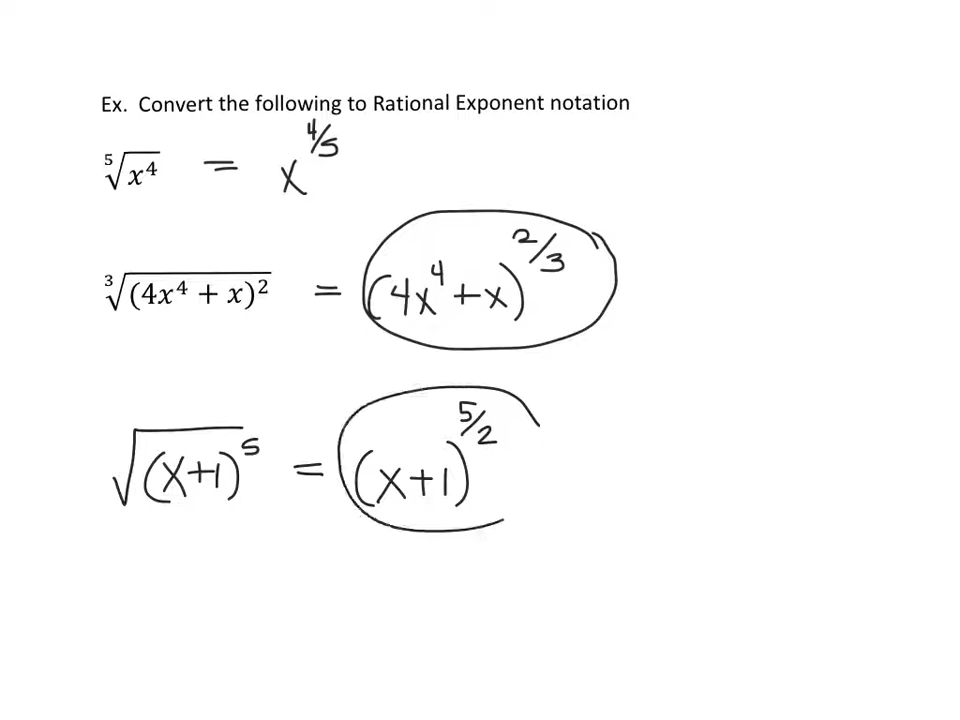 Ex. Convert the following to Rational Exponent notation
⁵√x⁴ = x^4/5
³√(4x⁴ + x)² = (4x⁴+x)^2/3
√(x+1)⁵ = (x+1)^5/2